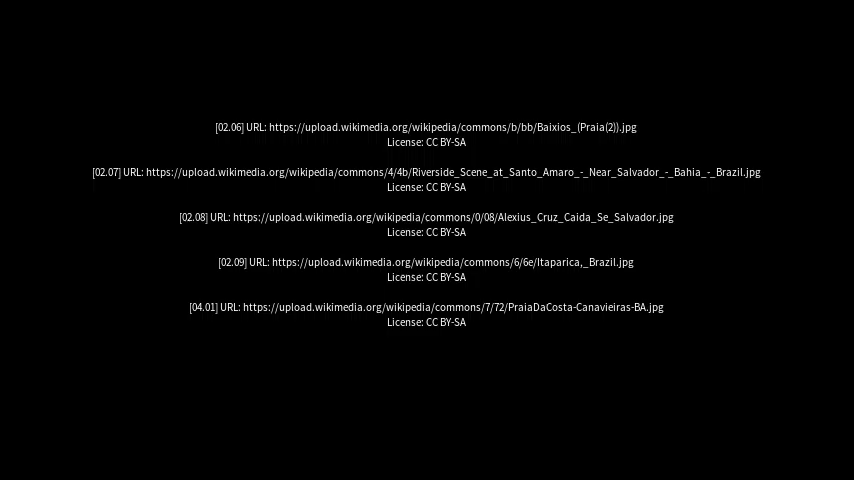 [02.06] URL: https://upload.wikimedia.org/wikipedia/commons/b/bb/Baixios_(Praia(2)).jpg
License: CC BY-SA
[02.07] URL: https://upload.wikimedia.org/wikipedia/commons/4/4b/Riverside_Scene_at_Santo_Amaro_-_Near_Salvador_-_Bahia_-_Brazil.jpg
License: CC BY-SA
[02.08] URL: https://upload.wikimedia.org/wikipedia/commons/0/08/Alexius_Cruz_Caida_Se_Salvador.jpg
License: CC BY-SA
[02.09] URL: https://upload.wikimedia.org/wikipedia/commons/6/6e/Itaparica,_Brazil.jpg
License: CC BY-SA
[04.01] URL: https://upload.wikimedia.org/wikipedia/commons/7/72/PraiaDaCosta-Canavieiras-BA.jpg
License: CC BY-SA